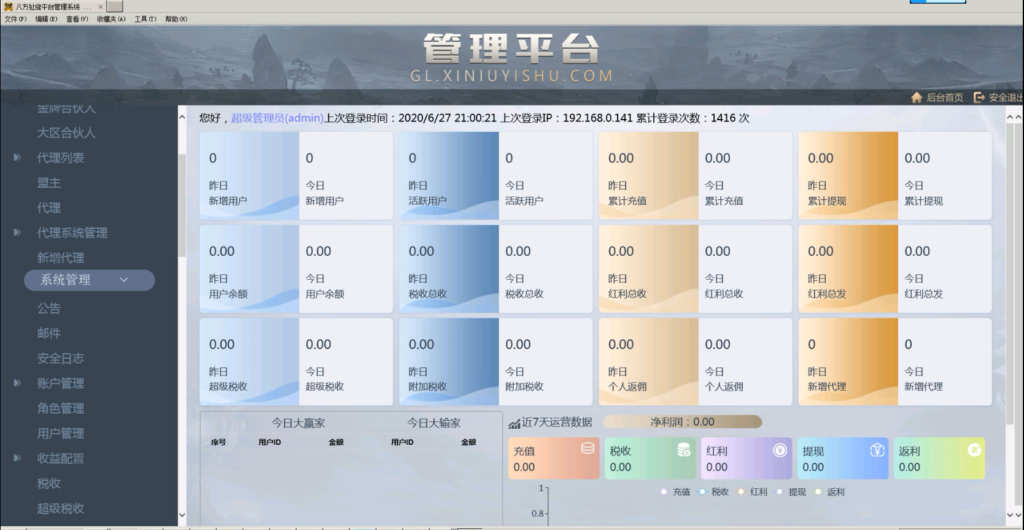 八方扯旋平台管理系统 ...
文件(F) 编辑(E) 查看(V) 收藏夹(A) 工具(T) 帮助(H)
管理平台
GL.XINIUYISHU.COM
后台首页 安全退出
金牌合伙人
大区合伙人
代理列表
盟主
代理
代理系统管理
新增代理
系统管理
公告
邮件
安全日志
账户管理
角色管理
用户管理
收益配置
税收
超级税收
您好，超级管理员(admin)上次登录时间：2020/6/27 21:00:21 上次登录IP：192.168.0.141 累计登录次数：1416 次
0 0 0 0 0.00 0.00 0.00 0.00
昨日 今日 昨日 今日 昨日 今日 昨日 今日
新增用户 新增用户 活跃用户 活跃用户 累计充值 累计充值 累计提现 累计提现
0.00 0.00 0.00 0.00 0.00 0.00 0.00 0.00
昨日 今日 昨日 今日 昨日 今日 昨日 今日
用户余额 用户余额 税收总收 税收总收 红利总收 红利总收 红利总发 红利总发
0.00 0.00 0.00 0.00 0.00 0.00 0 0
昨日 今日 昨日 今日 昨日 今日 昨日 今日
超级税收 超级税收 附加税收 附加税收 个人返佣 个人返佣 新增代理 新增代理
今日大赢家 今日大输家
序号 用户ID 金额 用户ID 金额
近7天运营数据 净利润：0.00
充值 税收 红利 提现 返利
0.00 0.00 0.00 0.00 0.00
充值 税收 红利 提现 返利
1
0.8